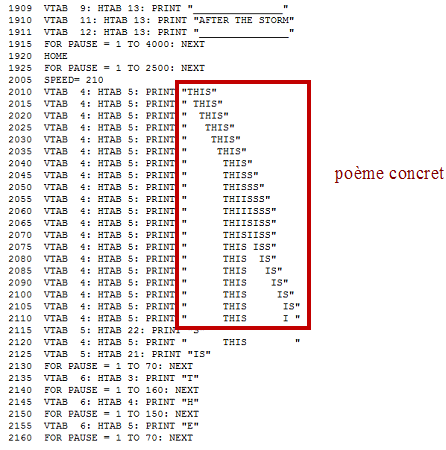 1909  VTAB  9: HTAB 13: PRINT "_______________"
1910  VTAB  11: HTAB 13: PRINT "AFTER THE STORM"
1911  VTAB  12: HTAB 13: PRINT "_______________"
1915  FOR PAUSE = 1 TO 4000: NEXT
1920  HOME
1925  FOR PAUSE = 1 TO 2500: NEXT
2005  SPEED= 210
2010  VTAB  4: HTAB 5: PRINT "THIS"
2015  VTAB  4: HTAB 5: PRINT " THIS"
2020  VTAB  4: HTAB 5: PRINT "  THIS"
2025  VTAB  4: HTAB 5: PRINT "   THIS"
2030  VTAB  4: HTAB 5: PRINT "    THIS"
2035  VTAB  4: HTAB 5: PRINT "     THIS"
2040  VTAB  4: HTAB 5: PRINT "      THIS"
2045  VTAB  4: HTAB 5: PRINT "      THISS"
2050  VTAB  4: HTAB 5: PRINT "      THISSS"
2055  VTAB  4: HTAB 5: PRINT "      THIISSS"
2060  VTAB  4: HTAB 5: PRINT "      THIIISSS"
2065  VTAB  4: HTAB 5: PRINT "      THIISISS"
2070  VTAB  4: HTAB 5: PRINT "      THISIISS"
2075  VTAB  4: HTAB 5: PRINT "      THIS ISS"
2080  VTAB  4: HTAB 5: PRINT "      THIS  ISS"
2085  VTAB  4: HTAB 5: PRINT "      THIS   IS"
2090  VTAB  4: HTAB 5: PRINT "      THIS    IS"
2100  VTAB  4: HTAB 5: PRINT "      THIS     IS"
2105  VTAB  4: HTAB 5: PRINT "      THIS      IS"
2110  VTAB  4: HTAB 5: PRINT "      THIS      I "
2115  VTAB  5: HTAB 22: PRINT "S"
2120  VTAB  4: HTAB 5: PRINT "      THIS        "
2125  VTAB  5: HTAB 21: PRINT "IS"
2130  FOR PAUSE = 1 TO 70: NEXT
2135  VTAB  6: HTAB 3: PRINT "T"
2140  FOR PAUSE = 1 TO 160: NEXT
2145  VTAB  6: HTAB 4: PRINT "H"
2150  FOR PAUSE = 1 TO 150: NEXT
2155  VTAB  6: HTAB 5: PRINT "E"
2160  FOR PAUSE = 1 TO 70: NEXT
poème concret